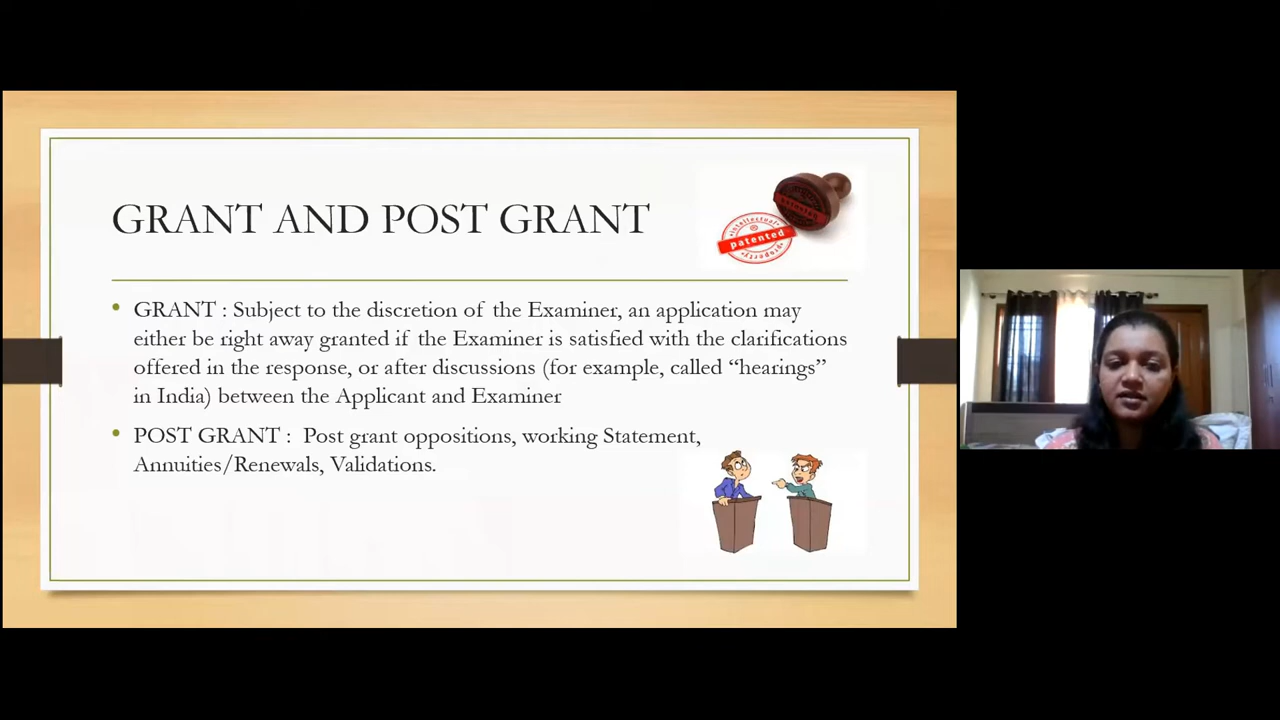 GRANT AND POST GRANT
intellectual
patented
property
• GRANT : Subject to the discretion of the Examiner, an application may
either be right away granted if the Examiner is satisfied with the clarifications
offered in the response, or after discussions (for example, called “hearings”
in India) between the Applicant and Examiner
• POST GRANT : Post grant oppositions, working Statement,
Annuities/Renewals, Validations.